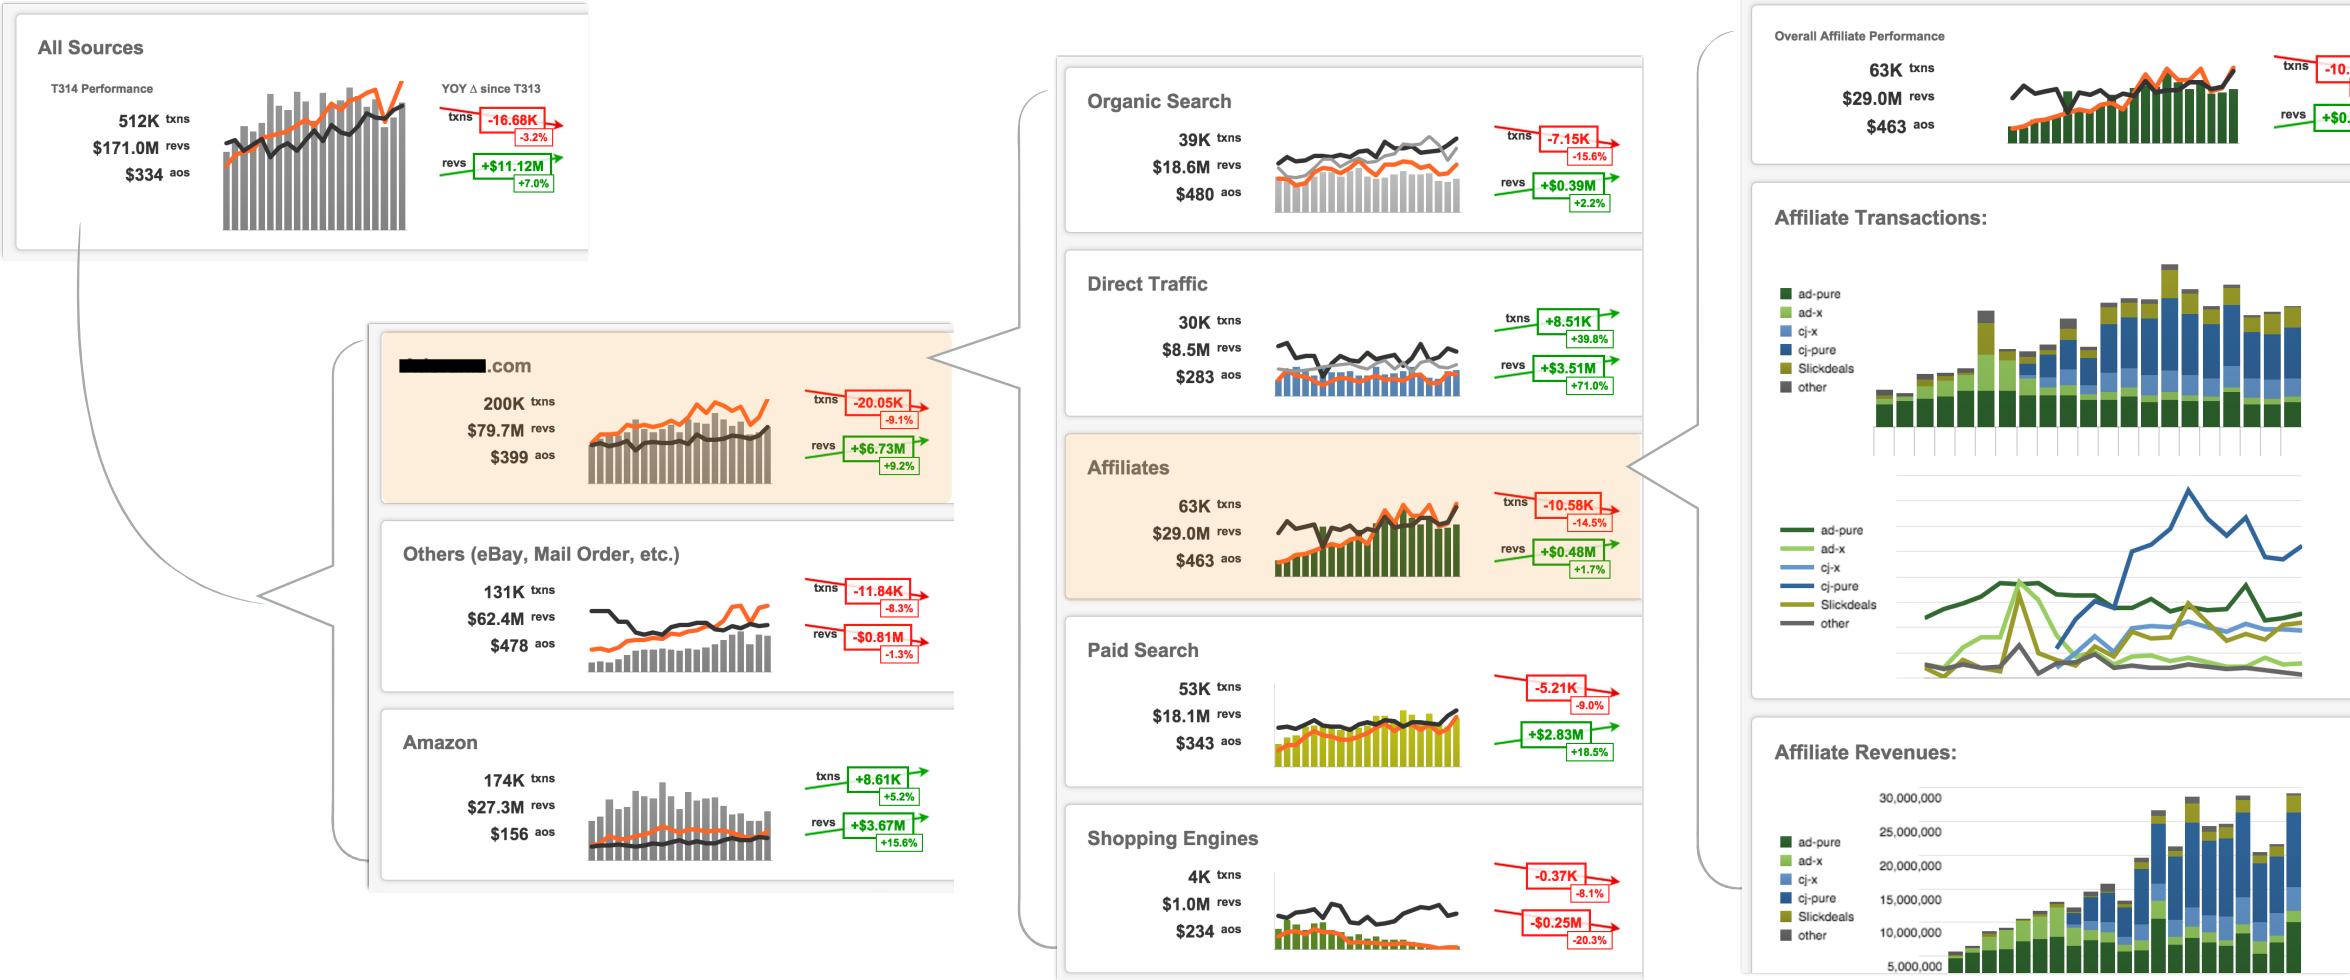 All Sources
T314 Performance
YOY Δ since T313
512K txns
$171.0M revs
$334 aos
txns -16.68K
-3.2%
revs +$11.12M
+7.0%
.com
200K txns
$79.7M revs
$399 aos
txns -20.05K
-9.1%
revs +$6.73M
+9.2%
Others (eBay, Mail Order, etc.)
131K txns
$62.4M revs
$478 aos
txns -11.84K
-8.3%
revs -$0.81M
-1.3%
Amazon
174K txns
$27.3M revs
$156 aos
txns +8.61K
+5.2%
revs +$3.67M
+15.6%
Organic Search
39K txns
$18.6M revs
$480 aos
txns -7.15K
-15.6%
revs +$0.39M
+2.2%
Direct Traffic
30K txns
$8.5M revs
$283 aos
txns +8.51K
+39.8%
revs +$3.51M
+71.0%
Affiliates
63K txns
$29.0M revs
$463 aos
txns -10.58K
-14.5%
revs +$0.48M
+1.7%
Paid Search
53K txns
$18.1M revs
$343 aos
-5.21K
-9.0%
+$2.83M
+18.5%
Shopping Engines
4K txns
$1.0M revs
$234 aos
-0.37K
-8.1%
-$0.25M
-20.3%
Overall Affiliate Performance
63K txns
$29.0M revs
$463 aos
txns -10.
revs +$0.
Affiliate Transactions:
ad-pure
ad-x
cj-x
cj-pure
Slickdeals
other
ad-pure
ad-x
cj-x
cj-pure
Slickdeals
other
Affiliate Revenues:
30,000,000
25,000,000
20,000,000
15,000,000
10,000,000
5,000,000
ad-pure
ad-x
cj-x
cj-pure
Slickdeals
other